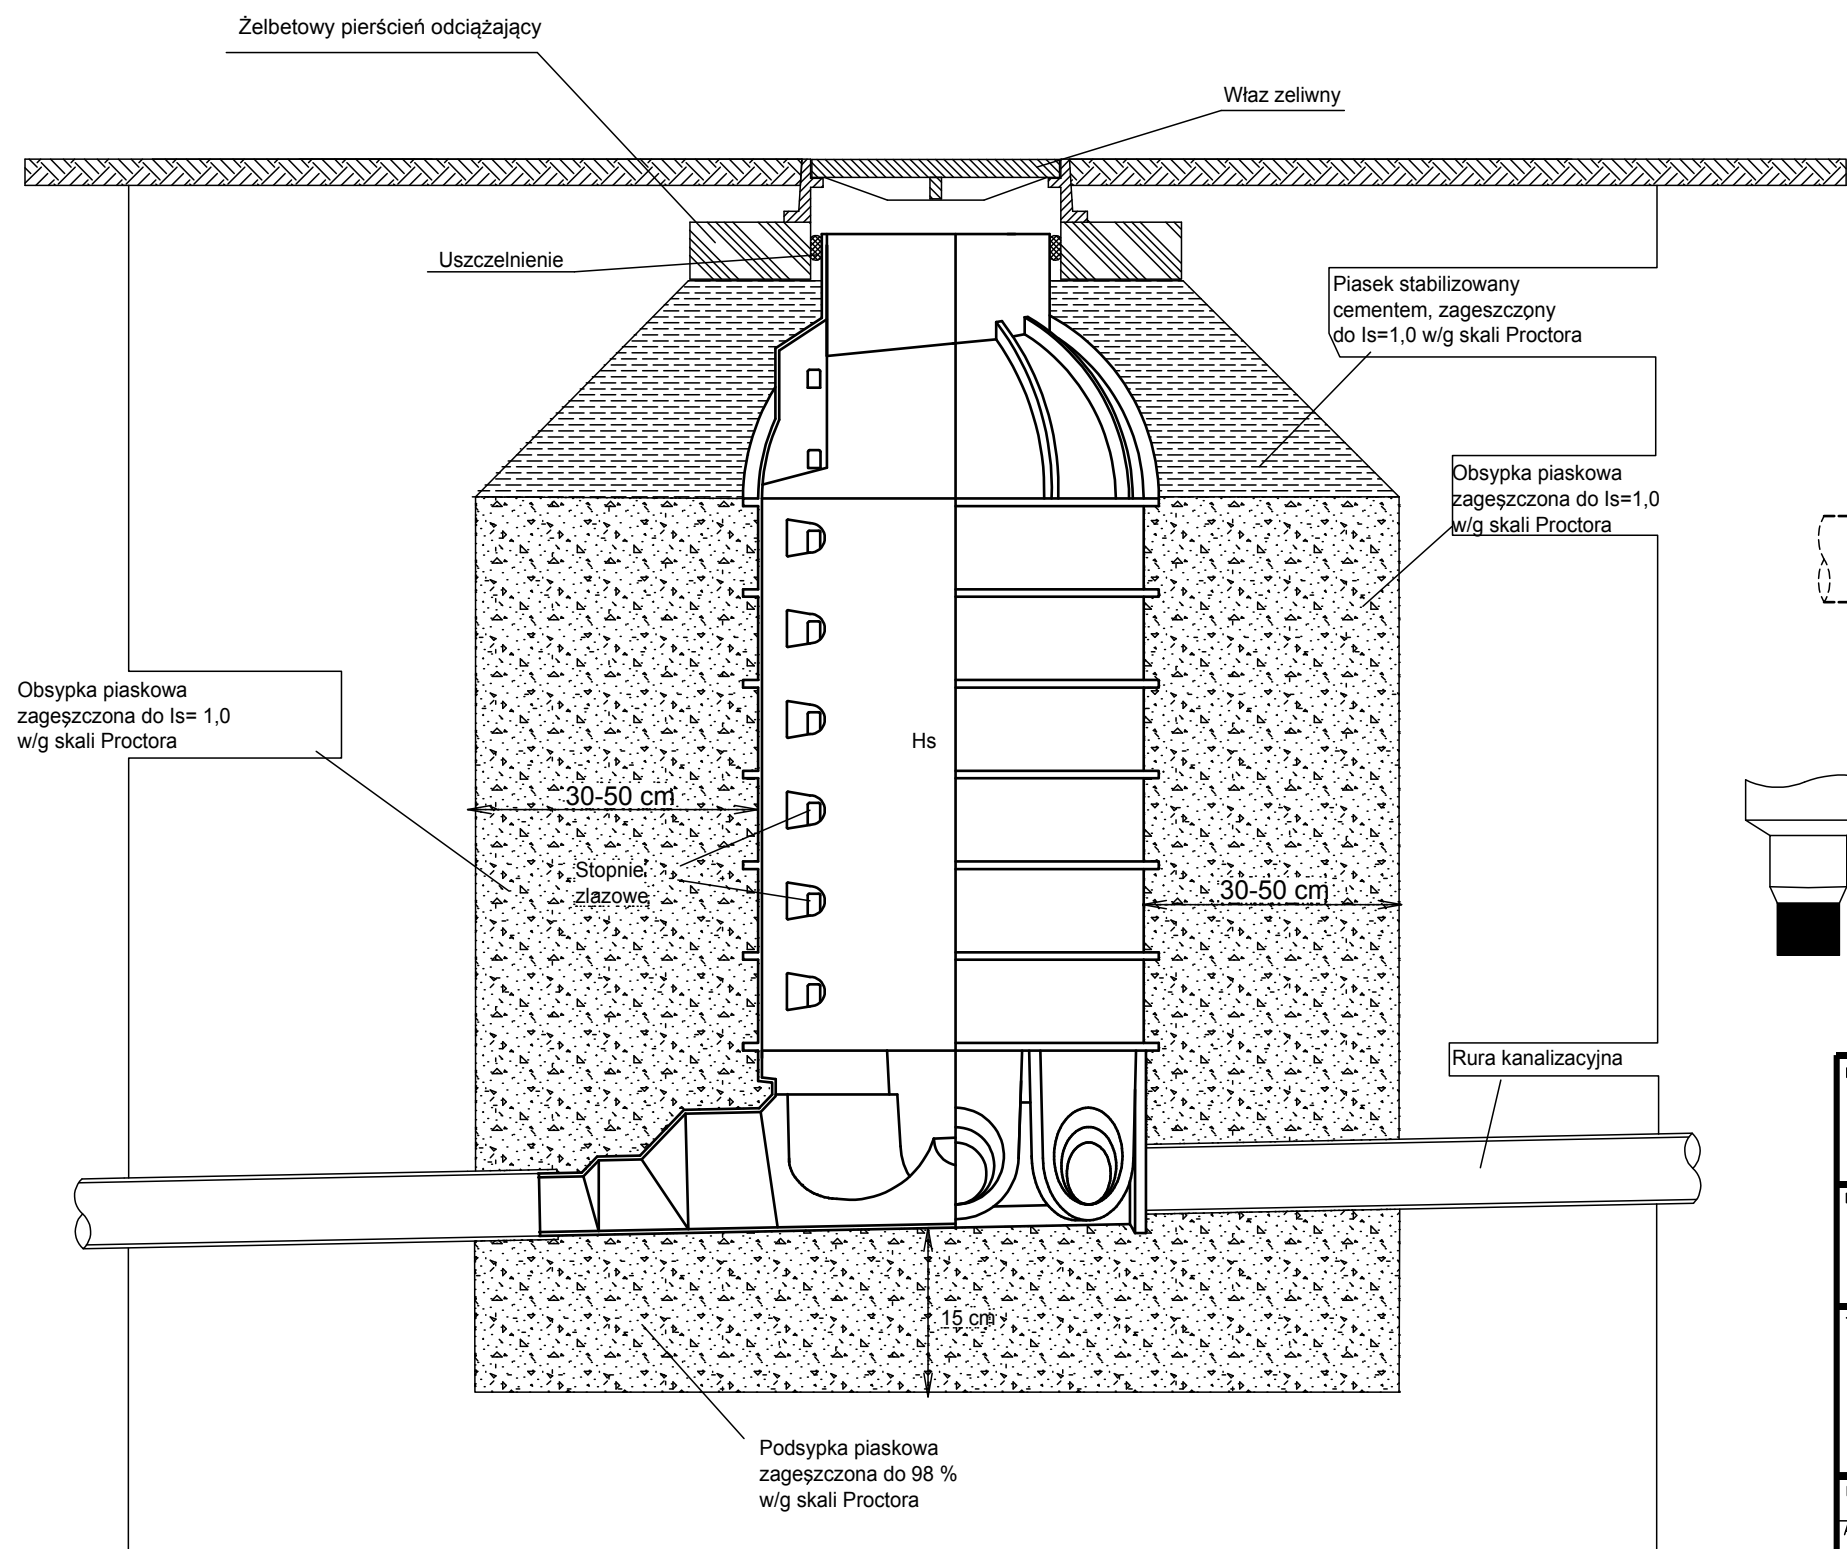 Żelbetowy pierścień odciążający
Właz zeliwny
Uszczelnienie
Piasek stabilizowany
cementem, zagęszczony
do Is=1,0 w/g skali Proctora
Obsypka piaskowa
zagęszczona do Is=1,0
w/g skali Proctora
Obsypka piaskowa
zagęszczona do Is= 1,0
w/g skali Proctora
Hs
30-50 cm
Stopnie
zlazowe
30-50 cm
Rura kanalizacyjna
15 cm
Podsypka piaskowa
zagęszczona do 98 %
w/g skali Proctora